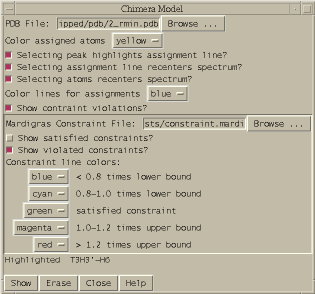 Chimera Model
PDB File: ipped/pdb/2_rmin.pdb Browse ...
Color assigned atoms yellow
Selecting peak highlights assignment line?
Selecting assignment line recenters spectrum?
Selecting atoms recenters spectrum?
Color lines for assignments blue
Show contraint violations?
Mardigras Constraint File: sts/constraint.mardi Browse ...
Show satisfied constraints?
Show violated constraints?
Constraint line colors:
blue < 0.8 times lower bound
cyan 0.8-1.0 times lower bound
green satisfied constraint
magenta 1.0-1.2 times upper bound
red > 1.2 times upper bound
Highlighted T3H3'-H6
Show Erase Close Help